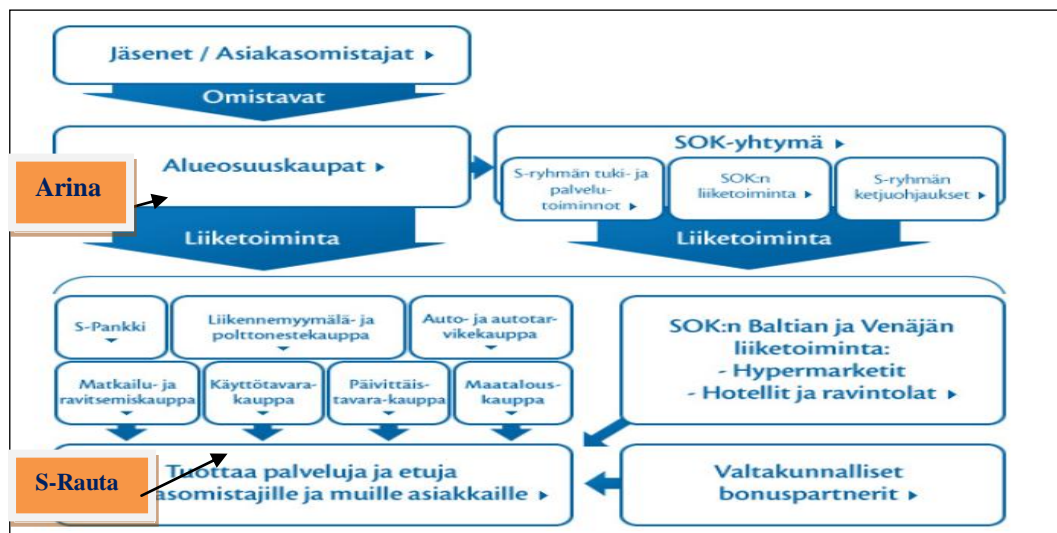 Jäsenet / Asiakasomistajat
Omistavat
Alueosuuskaupat
Arina
SOK-yhtymä
S-ryhmän tuki- ja
palvelu-
toiminnot
SOK:n
liiketoiminta
S-ryhmän
ketjuohjaukset
Liiketoiminta
Liiketoiminta
S-Pankki
Liikennemyymälä- ja
polttonestekauppa
Auto- ja autotar-
vikekauppa
Matkailu- ja
ravitsemiskauppa
Käyttötavara-
kauppa
Päivittäis-
tavara-kauppa
Maatalous-
kauppa
SOK:n Baltian ja Venäjän
liiketoiminta:
- Hypermarketit
- Hotellit ja ravintolat
S-Rauta
Tuottaa palveluja ja etuja
asomistajille ja muille asiakkaille
Valtakunnalliset
bonuspartnerit